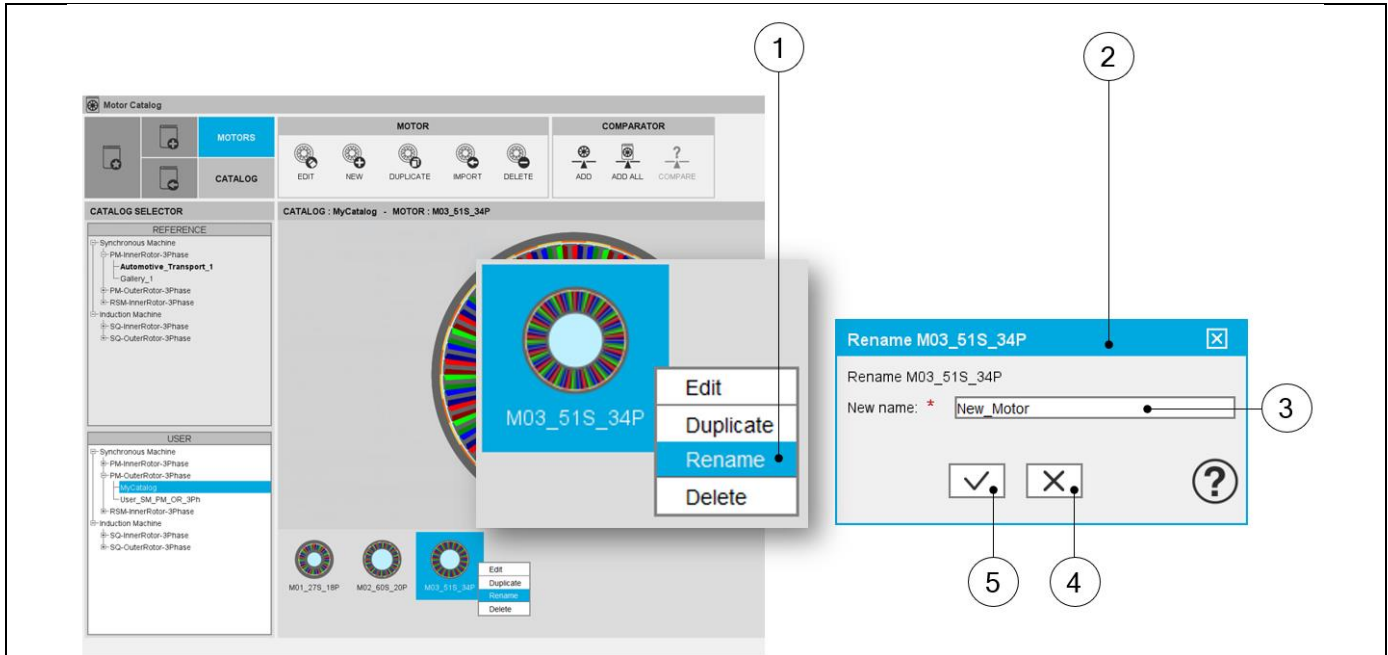 1
2
Motor Catalog
MOTORS
CATALOG
MOTOR
EDIT NEW DUPLICATE IMPORT DELETE
COMPARATOR
ADD ADD ALL COMPARE
CATALOG SELECTOR
CATALOG : MyCatalog - MOTOR : M03_51S_34P
REFERENCE
Synchronous Machine
PM-InnerRotor-3Phase
Automotive_Transport_1
Gallery_1
PM-OuterRotor-3Phase
RSM-InnerRotor-3Phase
Induction Machine
SQ-InnerRotor-3Phase
SQ-OuterRotor-3Phase
USER
Synchronous Machine
PM-InnerRotor-3Phase
PM-OuterRotor-3Phase
MyCatalog
User_SM_PM_OR_3Ph
RSM-InnerRotor-3Phase
Induction Machine
SQ-InnerRotor-3Phase
SQ-OuterRotor-3Phase
M03_51S_34P
Edit
Duplicate
Rename
Delete
M01_27S_18P M02_60S_20P M03_51S_34P
Edit
Duplicate
Rename
Delete
Rename M03_51S_34P
Rename M03_51S_34P
New name: * New_Motor
3
?
5
4